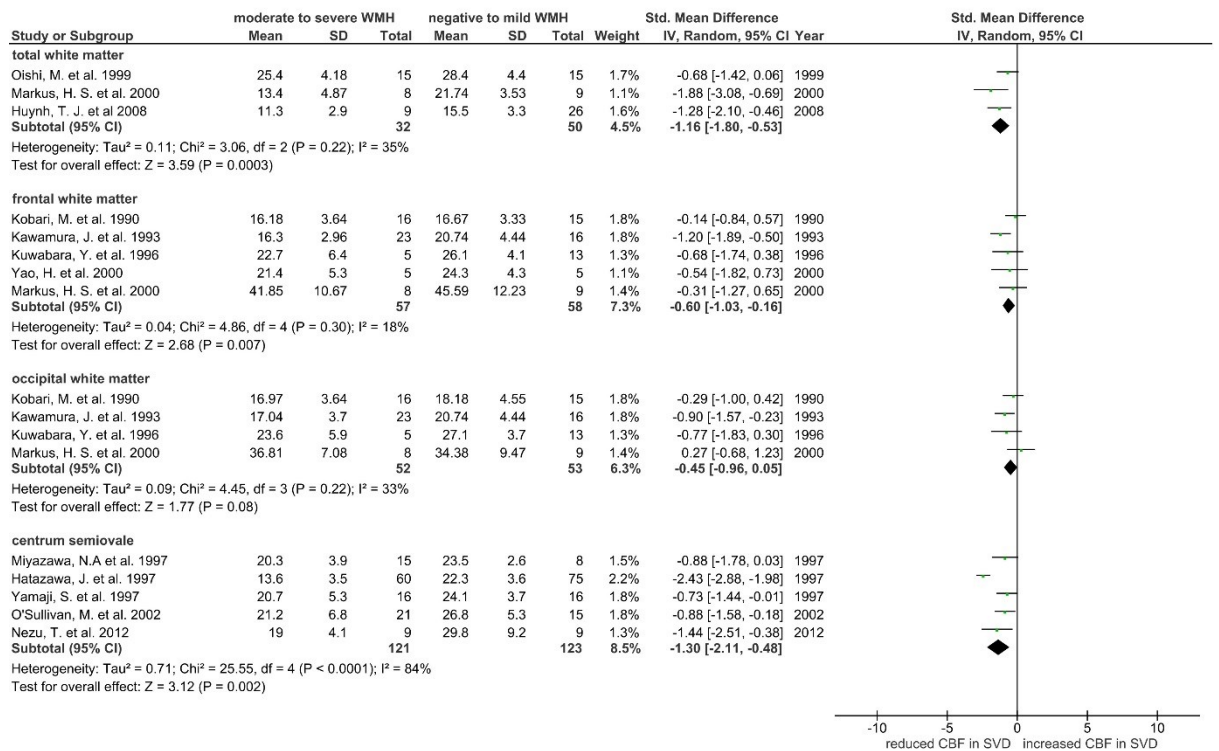 moderate to severe WMH negative to mild WMH Std. Mean Difference Std. Mean Difference
Study or Subgroup Mean SD Total Mean SD Total Weight IV, Random, 95% CI Year IV, Random, 95% CI
total white matter
Oishi, M. et al. 1999 25.4 4.18 15 28.4 4.4 15 1.7% -0.68 [-1.42, 0.06] 1999
Markus, H. S. et al. 2000 13.4 4.87 8 21.74 3.53 9 1.2% -1.88 [-3.08, -0.69] 2000
Huynh, T. J. et al 2008 11.3 2.9 9 15.5 3.3 26 1.6% -1.28 [-2.10, -0.46] 2008
Subtotal (95% CI) 32 50 4.5% -1.16 [-1.80, -0.53]
Heterogeneity: Tau² = 0.11; Chi² = 3.06, df = 2 (P = 0.22); I² = 35%
Test for overall effect: Z = 3.59 (P = 0.0003)
frontal white matter
Kobari, M. et al. 1990 16.18 3.64 16 16.67 3.33 15 1.8% -0.14 [-0.84, 0.57] 1990
Kawamura, J. et al. 1993 16.3 2.96 23 20.74 4.44 16 1.8% -1.20 [-1.89, -0.50] 1993
Kuwabara, Y. et al. 1996 22.7 6.4 5 26.1 4.1 13 1.3% -0.68 [-1.74, 0.38] 1996
Yao, H. et al. 2000 21.4 5.3 5 24.3 4.3 5 1.1% -0.54 [-1.82, 0.73] 2000
Markus, H. S. et al. 2000 41.85 10.67 8 45.59 12.23 9 1.4% -0.31 [-1.27, 0.65] 2000
Subtotal (95% CI) 57 58 7.3% -0.60 [-1.03, -0.16]
Heterogeneity: Tau² = 0.04; Chi² = 4.86, df = 4 (P = 0.30); I² = 18%
Test for overall effect: Z = 2.68 (P = 0.007)
occipital white matter
Kobari, M. et al. 1990 16.97 3.64 16 18.18 4.55 15 1.8% -0.29 [-1.00, 0.42] 1990
Kawamura, J. et al. 1993 17.04 3.7 23 20.74 4.44 16 1.8% -0.90 [-1.57, -0.23] 1993
Kuwabara, Y. et al. 1996 23.6 5.9 5 27.1 3.7 13 1.3% -0.77 [-1.83, 0.30] 1996
Markus, H. S. et al. 2000 36.81 7.08 8 34.38 9.47 9 1.4% 0.27 [-0.68, 1.23] 2000
Subtotal (95% CI) 52 53 6.3% -0.45 [-0.96, 0.05]
Heterogeneity: Tau² = 0.09; Chi² = 4.45, df = 3 (P = 0.22); I² = 33%
Test for overall effect: Z = 1.77 (P = 0.08)
centrum semiovale
Miyazawa, N.A et al. 1997 20.3 3.9 15 23.5 2.6 8 1.5% -0.88 [-1.78, 0.03] 1997
Hatazawa, J. et al. 1997 13.6 3.5 60 22.3 3.6 75 2.2% -2.43 [-2.88, -1.98] 1997
Yamaji, S. et al. 1997 20.7 5.3 16 24.1 3.7 16 1.8% -0.73 [-1.44, -0.01] 1997
O'Sullivan, M. et al. 2002 21.2 6.8 21 26.8 5.3 15 1.8% -0.88 [-1.58, -0.18] 2002
Nezu, T. et al. 2012 19 4.1 9 29.8 9.2 9 1.3% -1.44 [-2.51, -0.38] 2012
Subtotal (95% CI) 121 123 8.5% -1.30 [-2.11, -0.48]
Heterogeneity: Tau² = 0.71; Chi² = 25.55, df = 4 (P < 0.0001); I² = 84%
Test for overall effect: Z = 3.12 (P = 0.002)
-10 -5 0 5 10
reduced CBF in SVD increased CBF in SVD